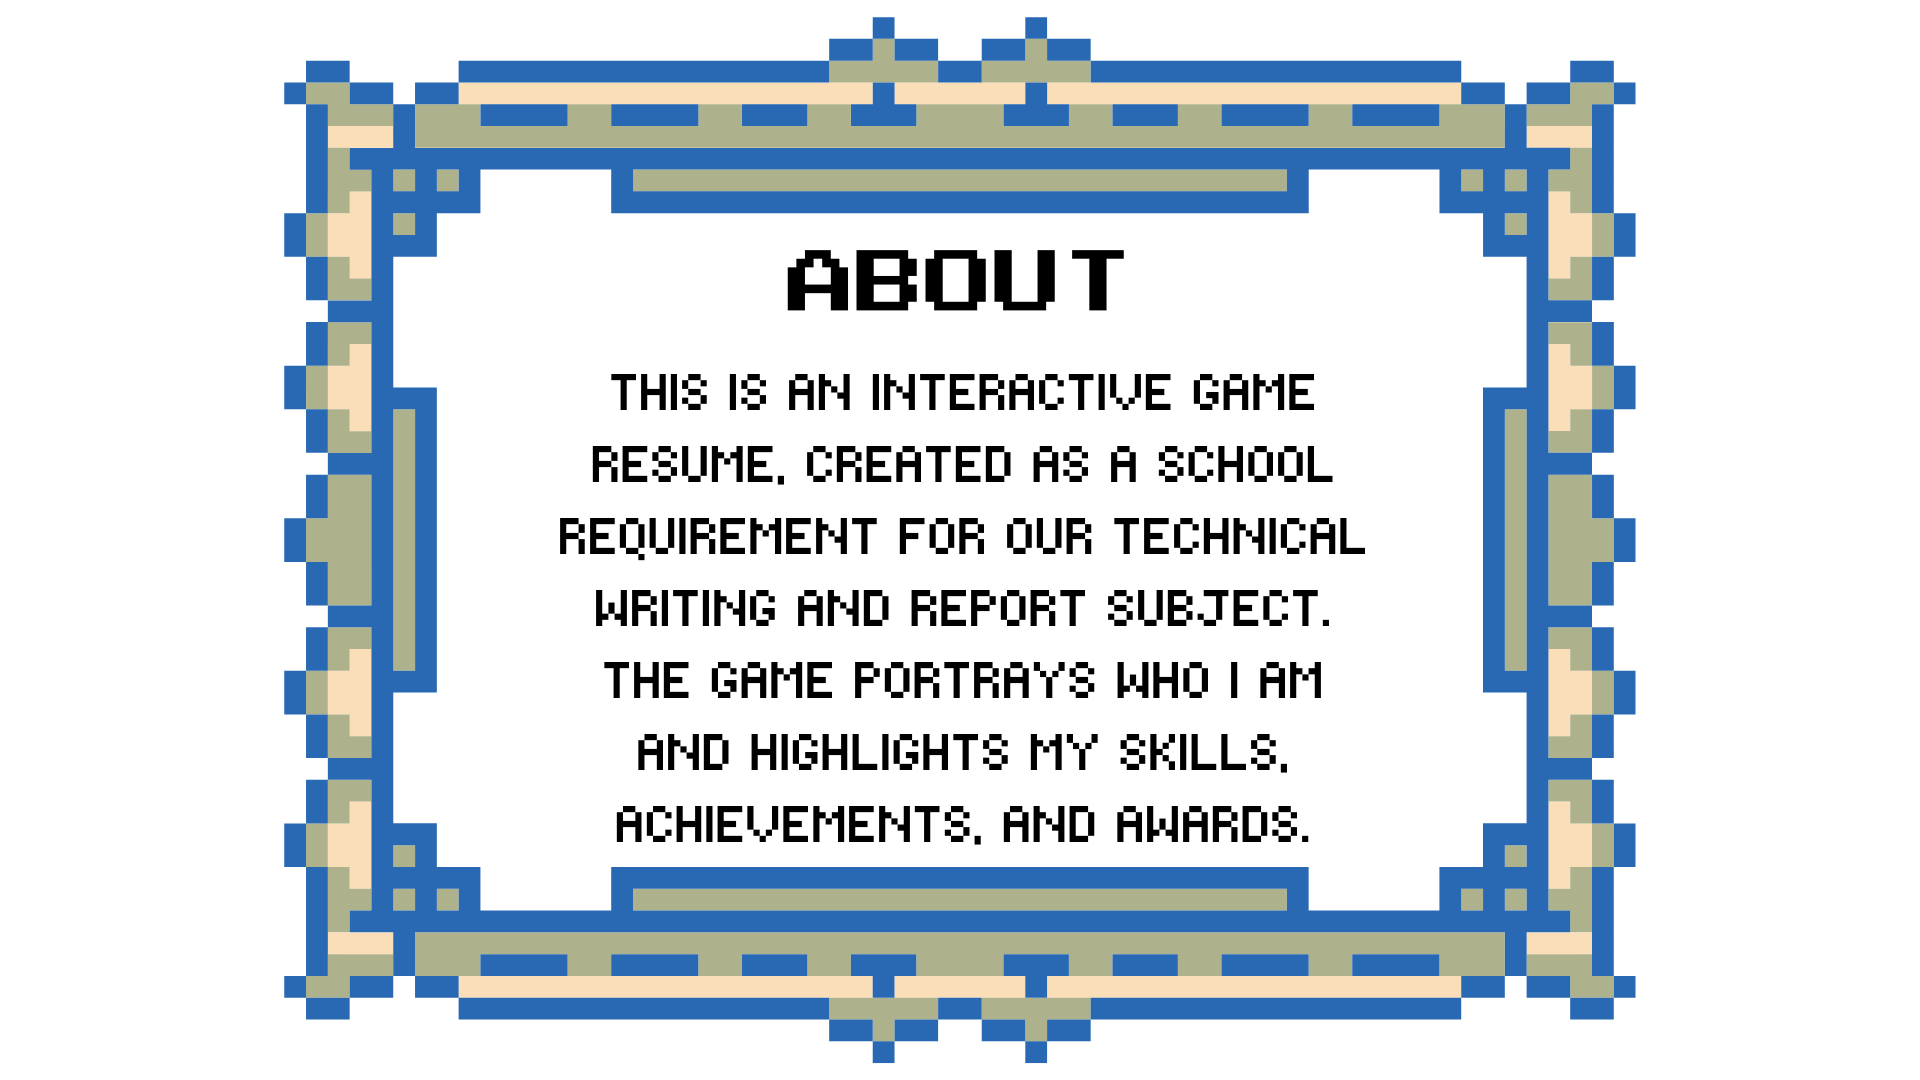 ABOUT
THIS IS AN INTERACTIVE GAME
RESUME, CREATED AS A SCHOOL
REQUIREMENT FOR OUR TECHNICAL
WRITING AND REPORT SUBJECT.
THE GAME PORTRAYS WHO I AM
AND HIGHLIGHTS MY SKILLS,
ACHIEVEMENTS, AND AWARDS.